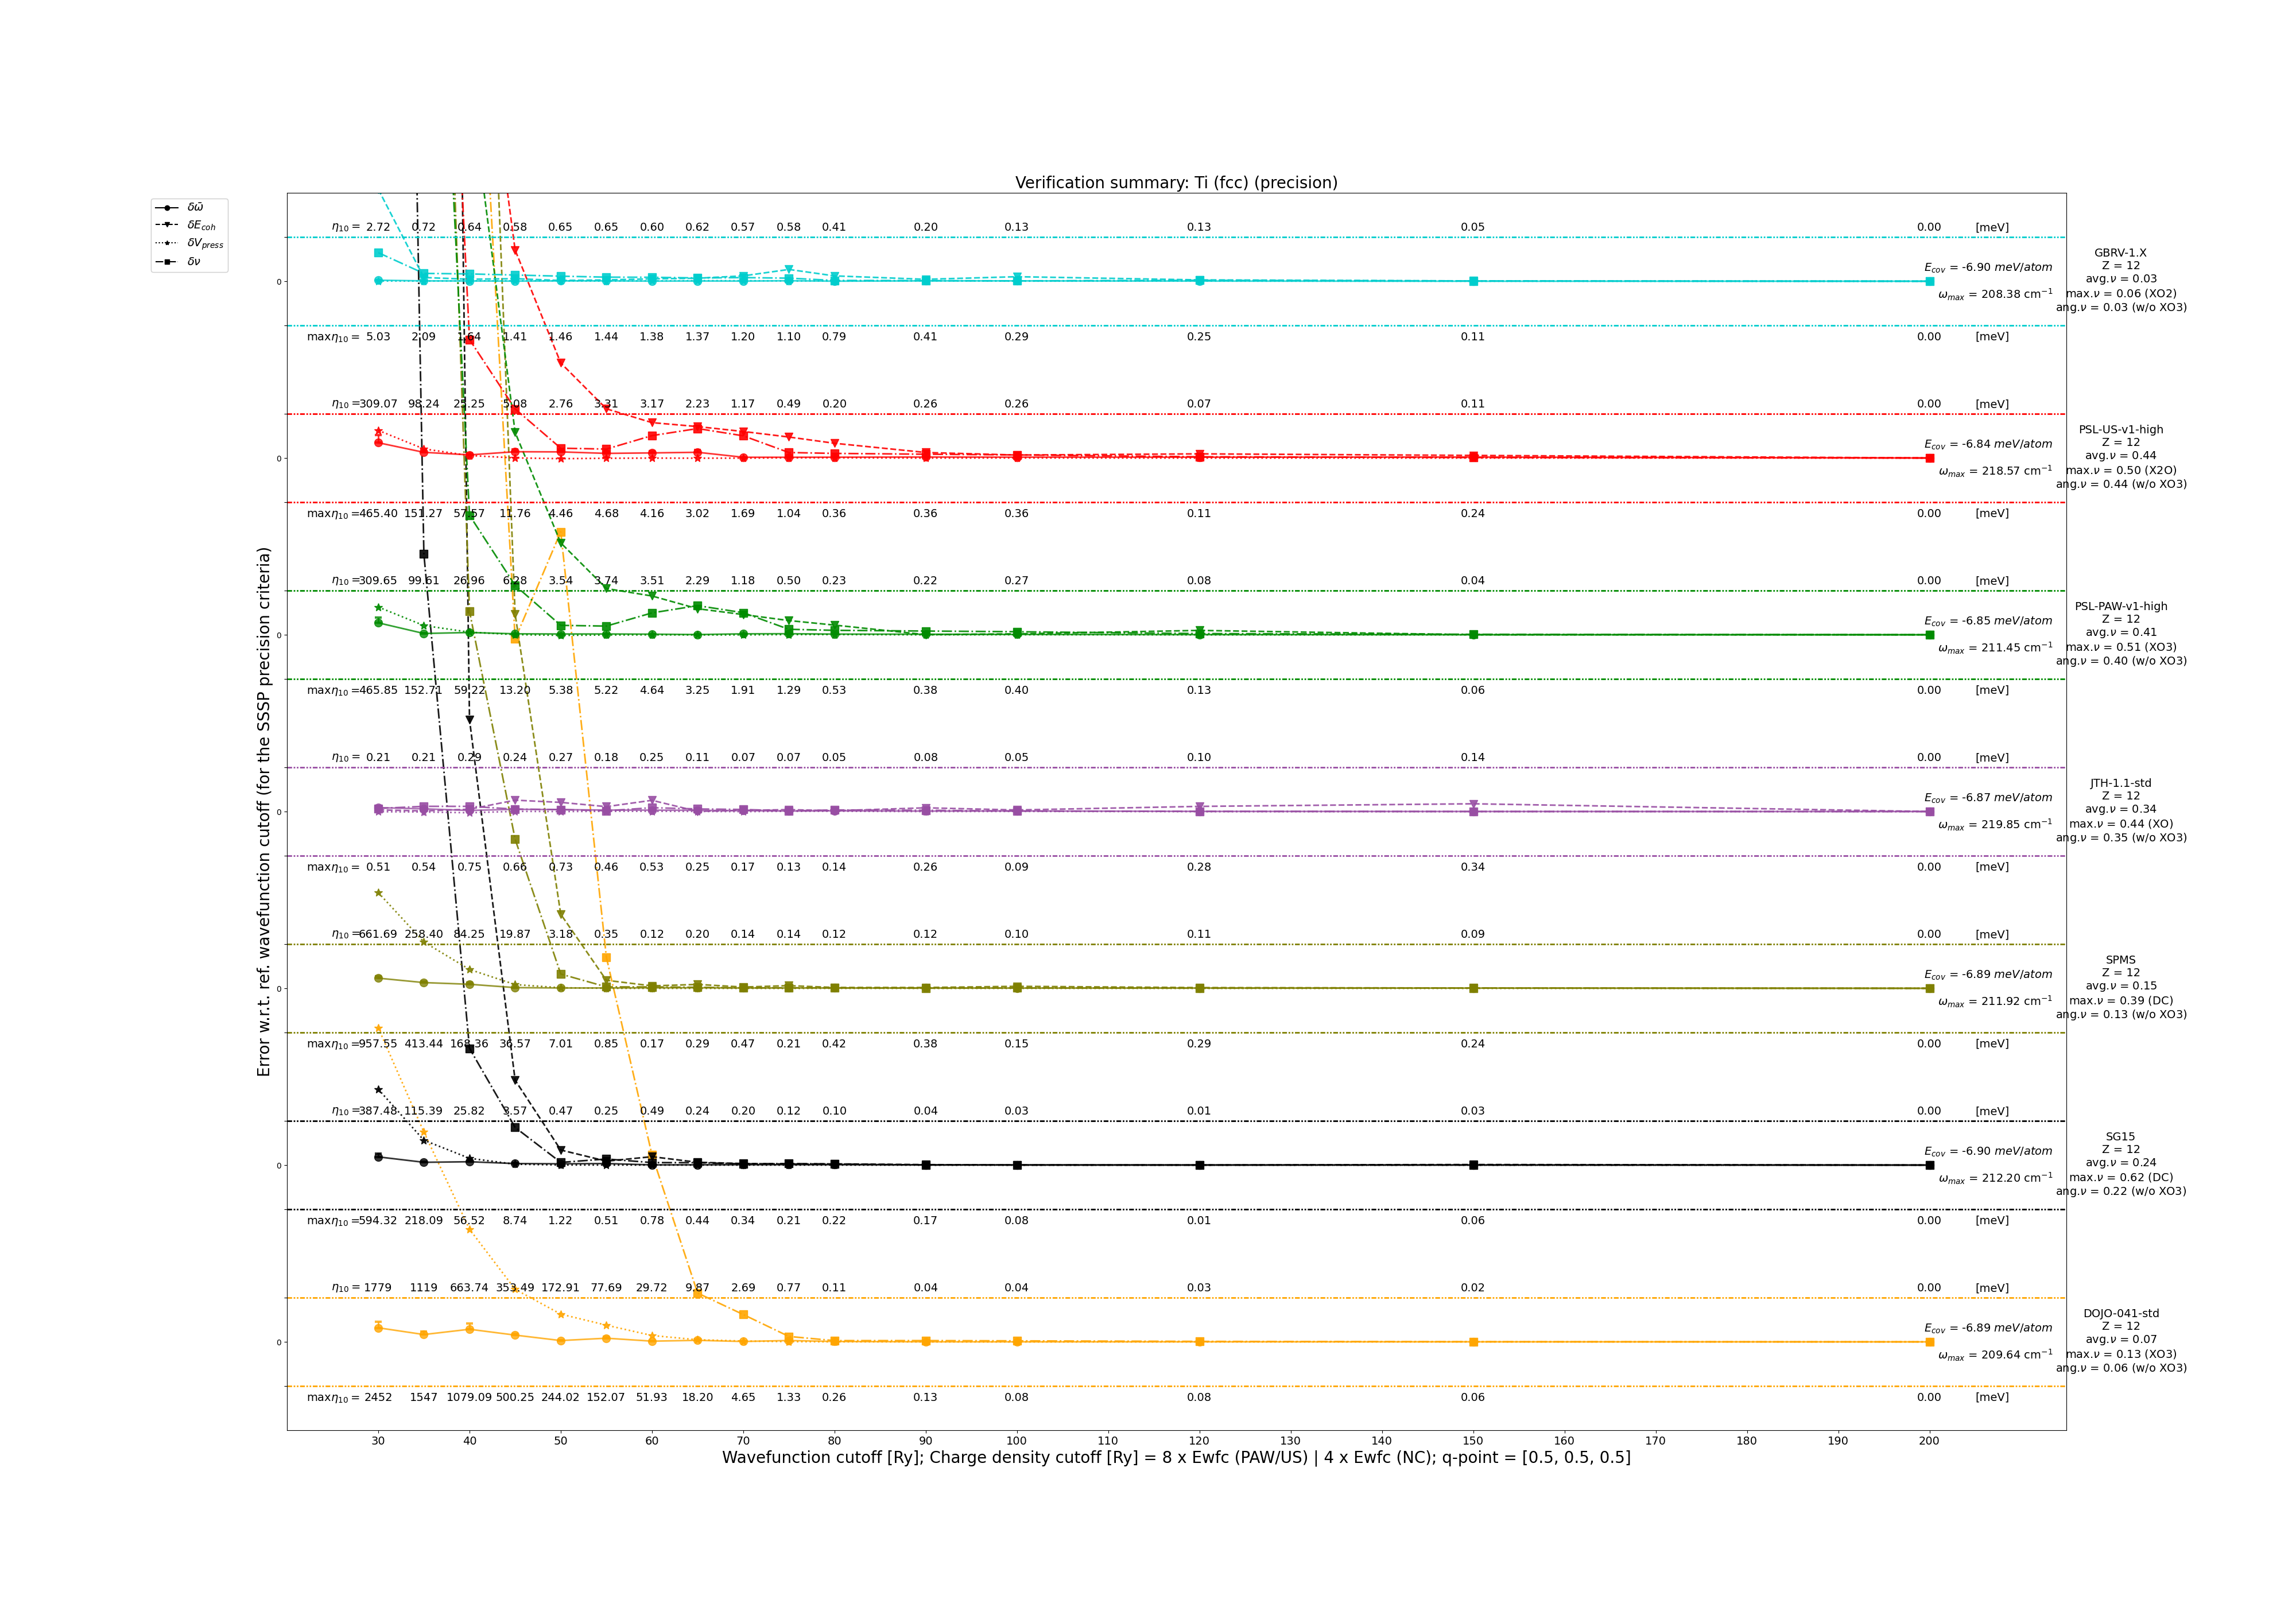 Verification summary: Ti (fcc) (precision)
δω̄
δE_coh
δV_press
δν
Error w.r.t. ref. wavefunction cutoff (for the SSSP precision criteria)
η₁₀ = 2.72 0.72 0.64 0.58 0.65 0.65 0.60 0.62 0.57 0.58 0.41 0.20 0.13 0.13 0.05 0.00 [meV]
0
E_cov = -6.90 meV/atom
ω_max = 208.38 cm⁻¹
GBRV-1.X
Z = 12
avg.ν = 0.03
max.ν = 0.06 (XO2)
ang.ν = 0.03 (w/o XO3)
maxη₁₀ = 5.03 2.09 1.64 1.41 1.46 1.44 1.38 1.37 1.20 1.10 0.79 0.41 0.29 0.25 0.11 0.00 [meV]
η₁₀ = 309.07 98.24 25.25 5.08 2.76 3.31 3.17 2.23 1.17 0.49 0.20 0.26 0.26 0.07 0.11 0.00 [meV]
0
E_cov = -6.84 meV/atom
ω_max = 218.57 cm⁻¹
PSL-US-v1-high
Z = 12
avg.ν = 0.44
max.ν = 0.50 (X2O)
ang.ν = 0.44 (w/o XO3)
maxη₁₀ = 465.40 151.27 57.57 11.76 4.46 4.68 4.16 3.02 1.69 1.04 0.36 0.36 0.36 0.11 0.24 0.00 [meV]
η₁₀ = 309.65 99.61 26.96 6.28 3.54 3.74 3.51 2.29 1.18 0.50 0.23 0.22 0.27 0.08 0.04 0.00 [meV]
0
E_cov = -6.85 meV/atom
ω_max = 211.45 cm⁻¹
PSL-PAW-v1-high
Z = 12
avg.ν = 0.41
max.ν = 0.51 (XO3)
ang.ν = 0.40 (w/o XO3)
maxη₁₀ = 465.85 152.71 59.22 13.20 5.38 5.22 4.64 3.25 1.91 1.29 0.53 0.38 0.40 0.13 0.06 0.00 [meV]
η₁₀ = 0.21 0.21 0.29 0.24 0.27 0.18 0.25 0.11 0.07 0.07 0.05 0.08 0.05 0.10 0.14 0.00 [meV]
0
E_cov = -6.87 meV/atom
ω_max = 219.85 cm⁻¹
JTH-1.1-std
Z = 12
avg.ν = 0.34
max.ν = 0.44 (XO)
ang.ν = 0.35 (w/o XO3)
maxη₁₀ = 0.51 0.54 0.75 0.66 0.73 0.46 0.53 0.25 0.17 0.13 0.14 0.26 0.09 0.28 0.34 0.00 [meV]
η₁₀ = 661.69 258.40 84.25 19.87 3.18 0.35 0.12 0.20 0.14 0.14 0.12 0.12 0.10 0.11 0.09 0.00 [meV]
0
E_cov = -6.89 meV/atom
ω_max = 211.92 cm⁻¹
SPMS
Z = 12
avg.ν = 0.15
max.ν = 0.39 (DC)
ang.ν = 0.13 (w/o XO3)
maxη₁₀ = 957.55 413.44 168.36 36.57 7.01 0.85 0.17 0.29 0.47 0.21 0.42 0.38 0.15 0.29 0.24 0.00 [meV]
η₁₀ = 387.48 115.39 25.82 3.57 0.47 0.25 0.49 0.24 0.20 0.12 0.10 0.04 0.03 0.01 0.03 0.00 [meV]
0
E_cov = -6.90 meV/atom
ω_max = 212.20 cm⁻¹
SG15
Z = 12
avg.ν = 0.24
max.ν = 0.62 (DC)
ang.ν = 0.22 (w/o XO3)
maxη₁₀ = 594.32 218.09 56.52 8.74 1.22 0.51 0.78 0.44 0.34 0.21 0.22 0.17 0.08 0.01 0.06 0.00 [meV]
η₁₀ = 1779 1119 663.74 353.49 172.91 77.69 29.72 9.87 2.69 0.77 0.11 0.04 0.04 0.03 0.02 0.00 [meV]
0
E_cov = -6.89 meV/atom
ω_max = 209.64 cm⁻¹
DOJO-041-std
Z = 12
avg.ν = 0.07
max.ν = 0.13 (XO3)
ang.ν = 0.06 (w/o XO3)
maxη₁₀ = 2452 1547 1079.09 500.25 244.02 152.07 51.93 18.20 4.65 1.33 0.26 0.13 0.08 0.08 0.06 0.00 [meV]
30 40 50 60 70 80 90 100 110 120 130 140 150 160 170 180 190 200
Wavefunction cutoff [Ry]; Charge density cutoff [Ry] = 8 x Ewfc (PAW/US) | 4 x Ewfc (NC); q-point = [0.5, 0.5, 0.5]